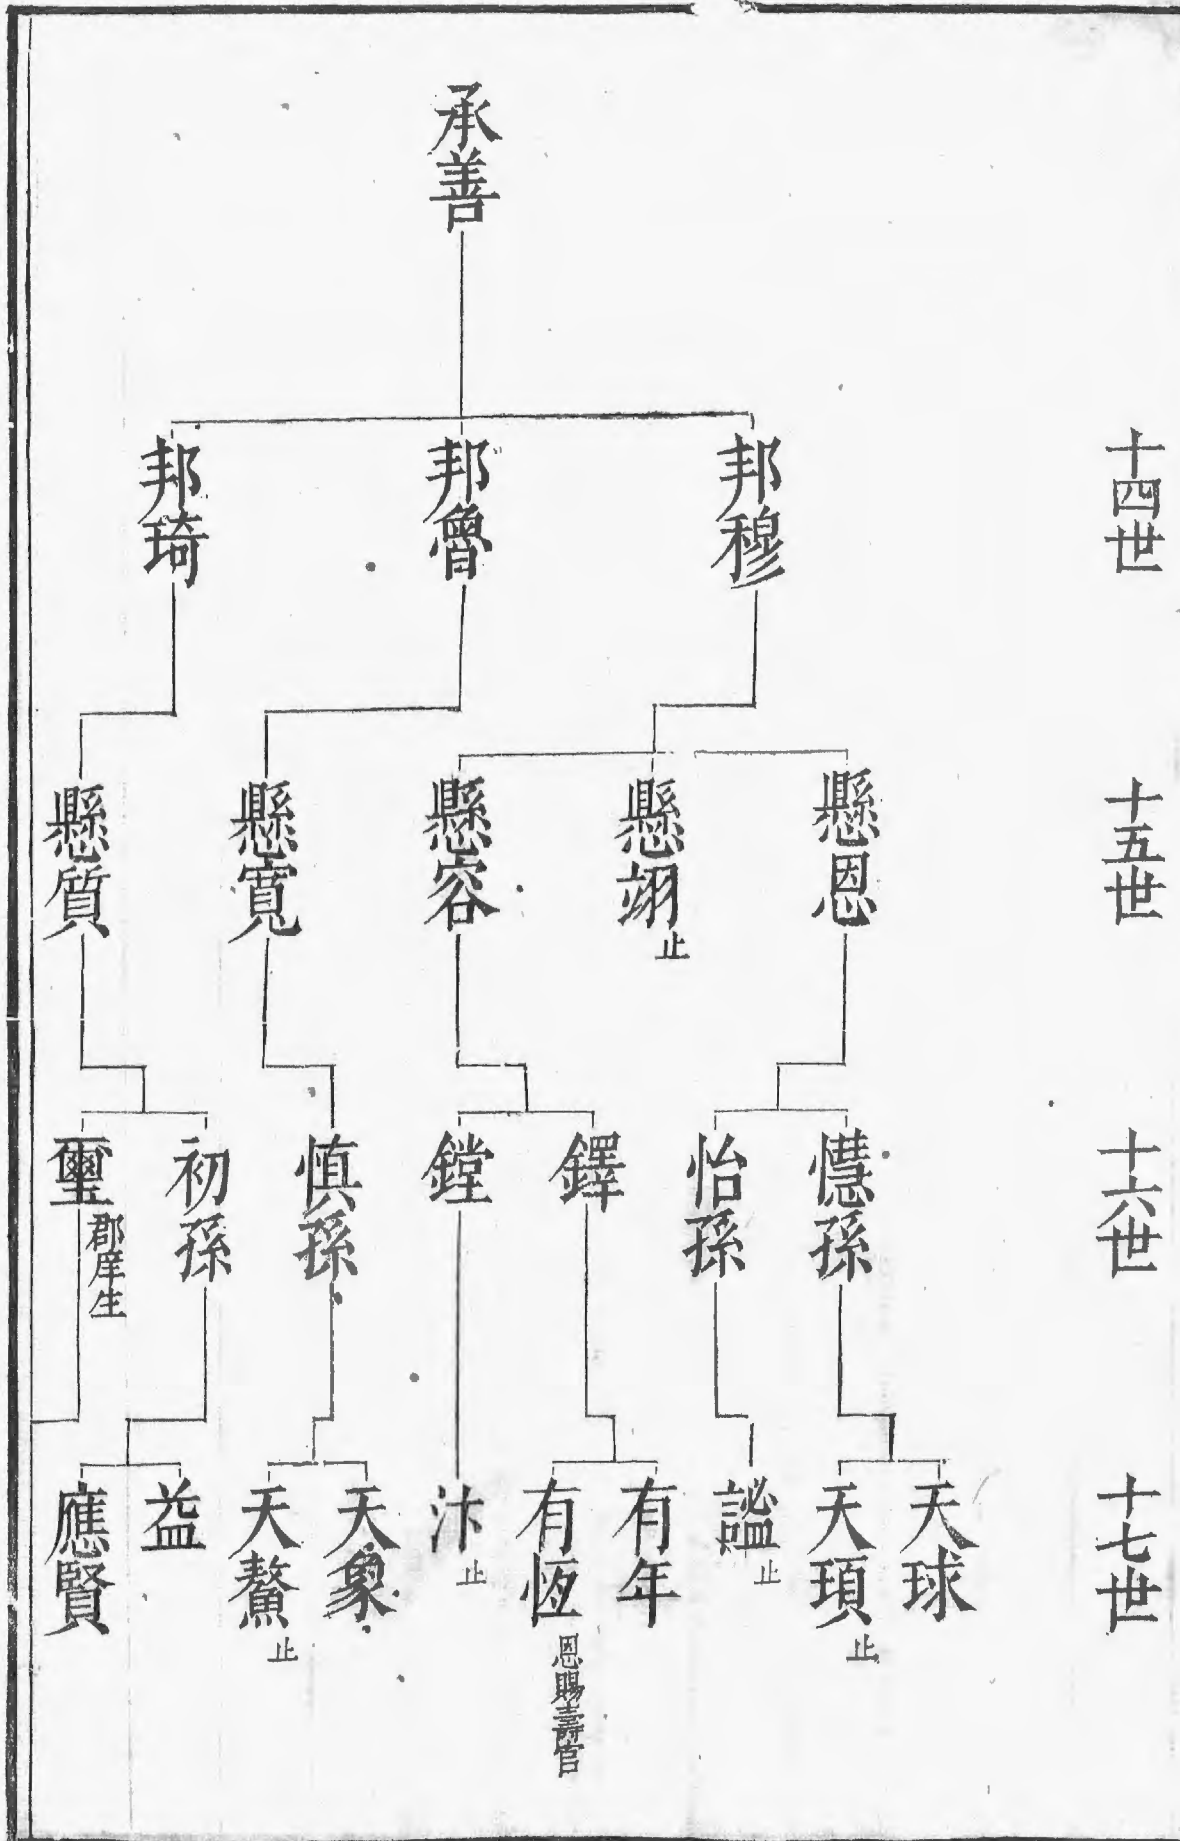 承善
十四世
邦穆
邦魯
邦琦
十五世
懸恩
懸翊 止
懸容
懸寬
懸質
十六世
憓孫
怡孫
鐸
鏜
慎孫
初孫
璽 郡庠生
十七世
天球
天頊 止
謐 止
有年
有恆 恩賜壽官
汴 止
天象
天鰲 止
益
應賢